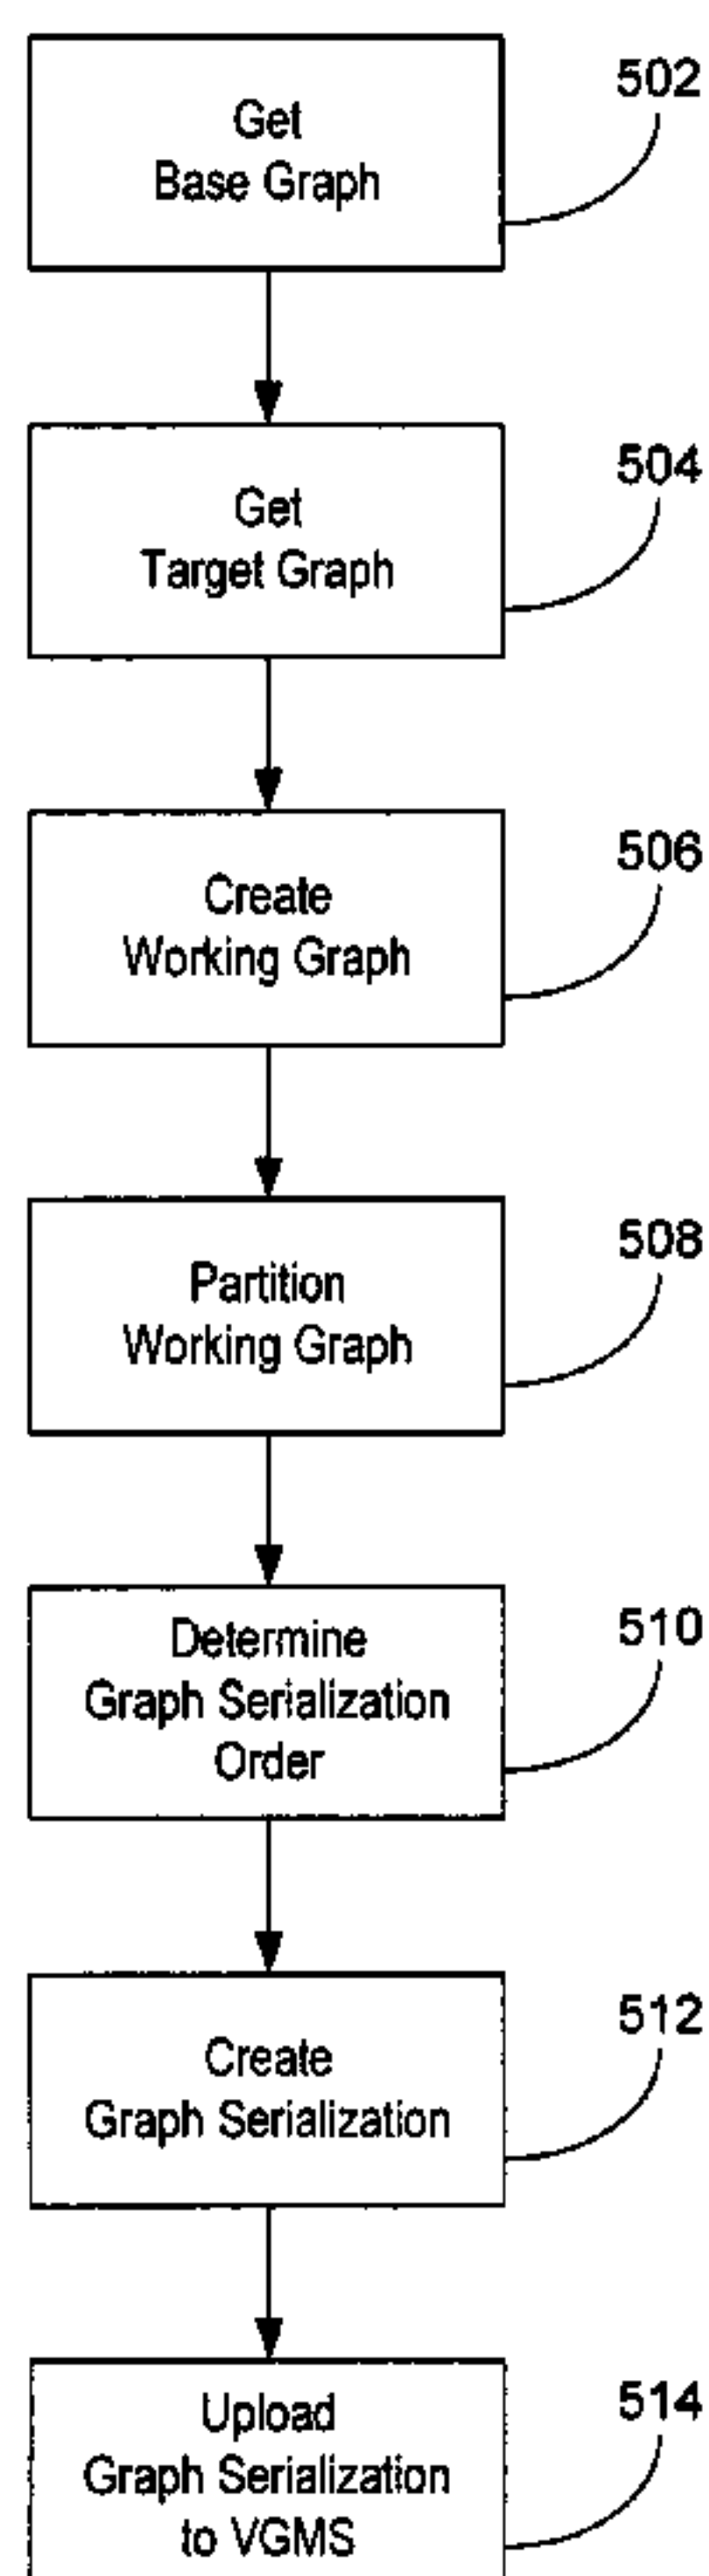 502
Get
Base Graph
504
Get
Target Graph
506
Create
Working Graph
508
Partition
Working Graph
510
Determine
Graph Serialization
Order
512
Create
Graph Serialization
514
Upload
Graph Serialization
to VGMS